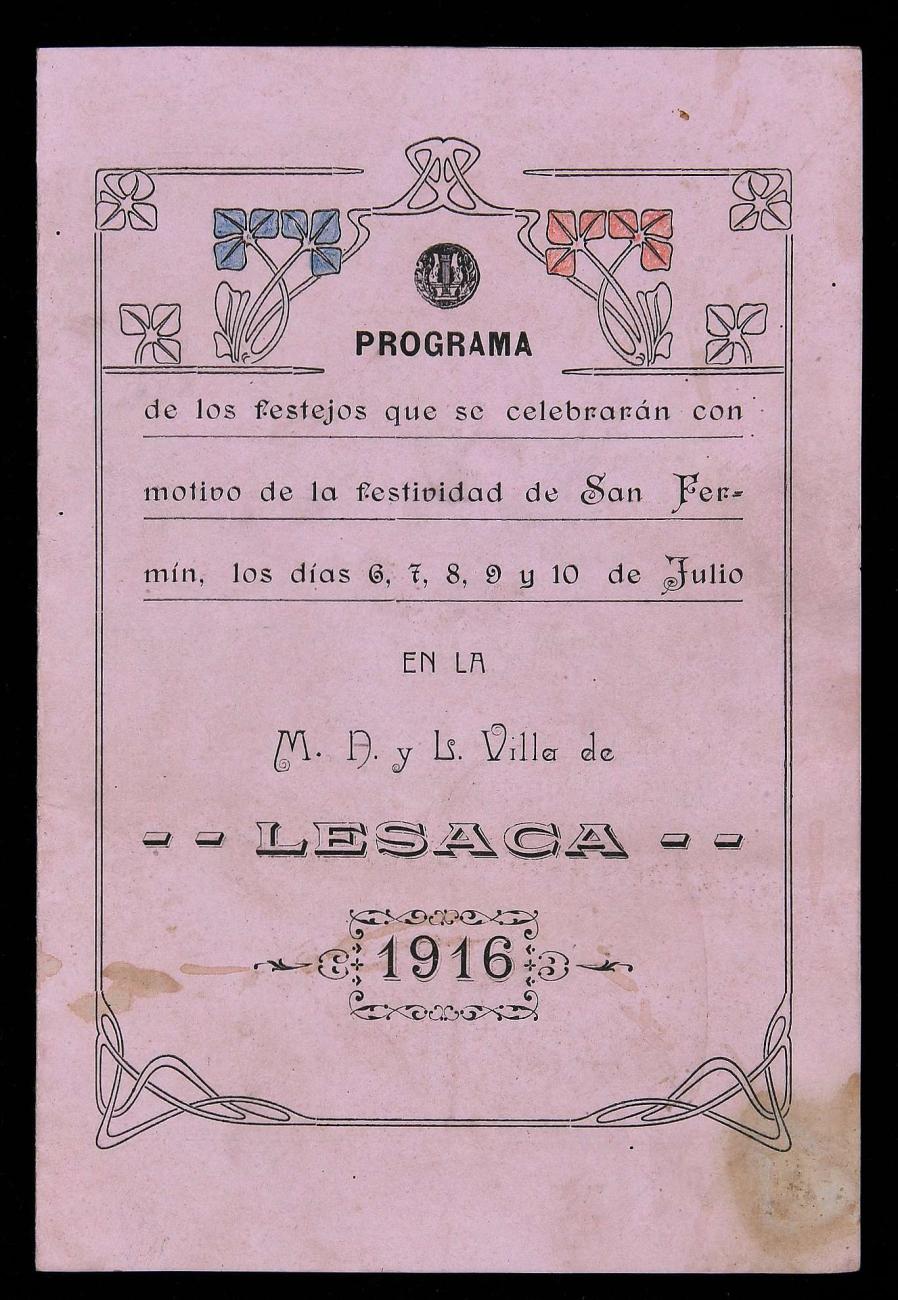 PROGRAMA
de los festejos que se celebrarán con
motivo de la festividad de San Fer-
mín, los días 6, 7, 8, 9 y 10 de Julio
EN LA
M. N. y L. Villa de
-- LESACA --
1916